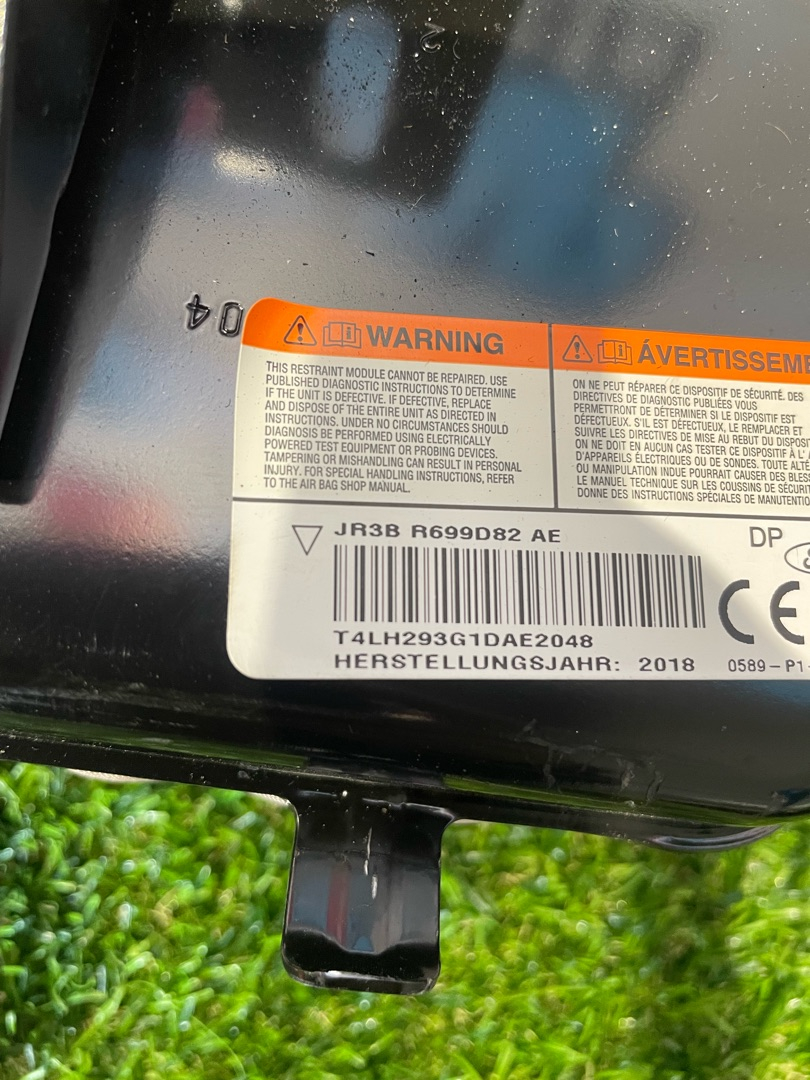 2
04
WARNING
THIS RESTRAINT MODULE CANNOT BE REPAIRED. USE
PUBLISHED DIAGNOSTIC INSTRUCTIONS TO DETERMINE
IF THE UNIT IS DEFECTIVE. IF DEFECTIVE, REPLACE
AND DISPOSE OF THE ENTIRE UNIT AS DIRECTED IN
INSTRUCTIONS. UNDER NO CIRCUMSTANCES SHOULD
DIAGNOSIS BE PERFORMED USING ELECTRICALLY
POWERED TEST EQUIPMENT OR PROBING DEVICES.
TAMPERING OR MISHANDLING CAN RESULT IN PERSONAL
INJURY. FOR SPECIAL HANDLING INSTRUCTIONS, REFER
TO THE AIR BAG SHOP MANUAL.
ÁVERTISSEME
ON NE PEUT RÉPARER CE DISPOSITIF DE SÉCURITÉ. DES
DIRECTIVES DE DIAGNOSTIC PUBLIÉES VOUS
PERMETTRONT DE DÉTERMINER SI LE DISPOSITIF EST
DÉFECTUEUX. S'IL EST DÉFECTUEUX, LE REMPLACER ET
SUIVRE LES DIRECTIVES DE MISE AU REBUT DU DISPOSIT
ON NE DOIT EN AUCUN CAS TESTER CE DISPOSITIF À L'A
D'APPAREILS ÉLECTRIQUES OU DE SONDES. TOUTE ALTÉ
OU MANIPULATION INDUE POURRAIT CAUSER DES BLESS
LE MANUEL TECHNIQUE SUR LES COUSSINS DE SÉCURIT
DONNE DES INSTRUCTIONS SPÉCIALES DE MANUTENTIO
JR3B R699D82 AE
DP
T4LH293G1DAE2048
CE
HERSTELLUNGSJAHR: 2018
0589-P1-